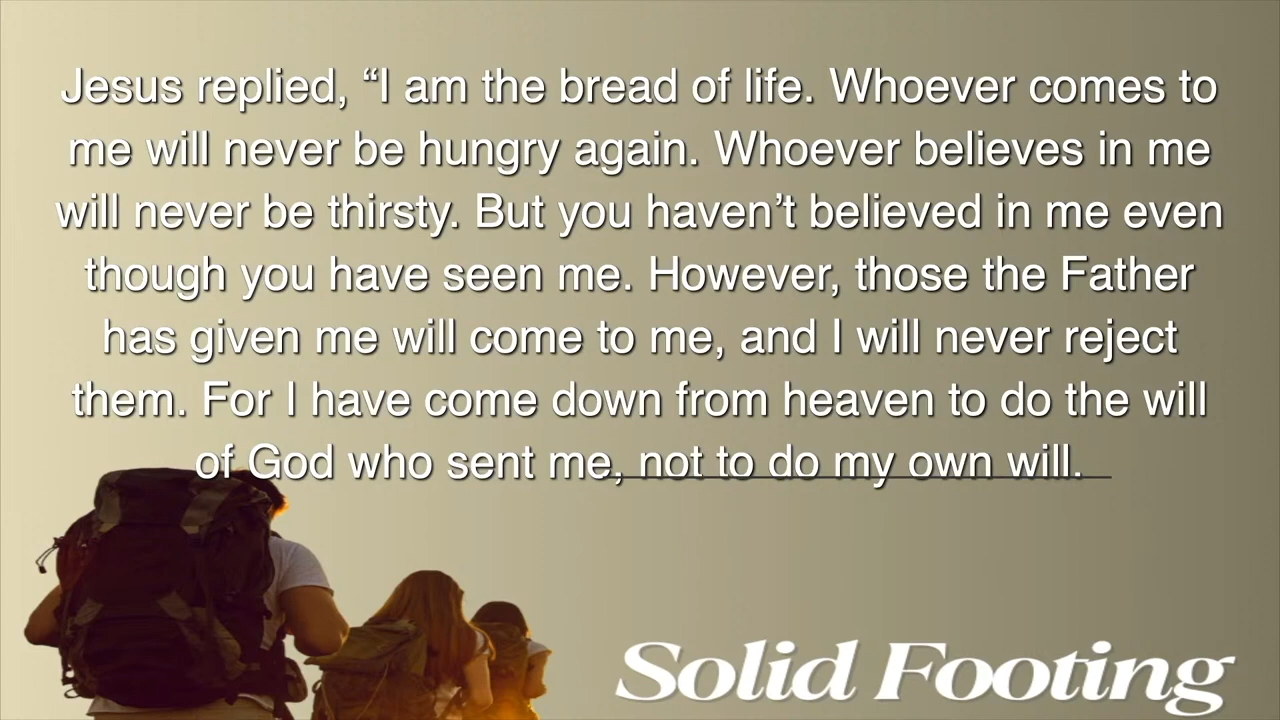 Jesus replied, “I am the bread of life. Whoever comes to
me will never be hungry again. Whoever believes in me
will never be thirsty. But you haven’t believed in me even
though you have seen me. However, those the Father
has given me will come to me, and I will never reject
them. For I have come down from heaven to do the will
of God who sent me, not to do my own will.
Solid Footing